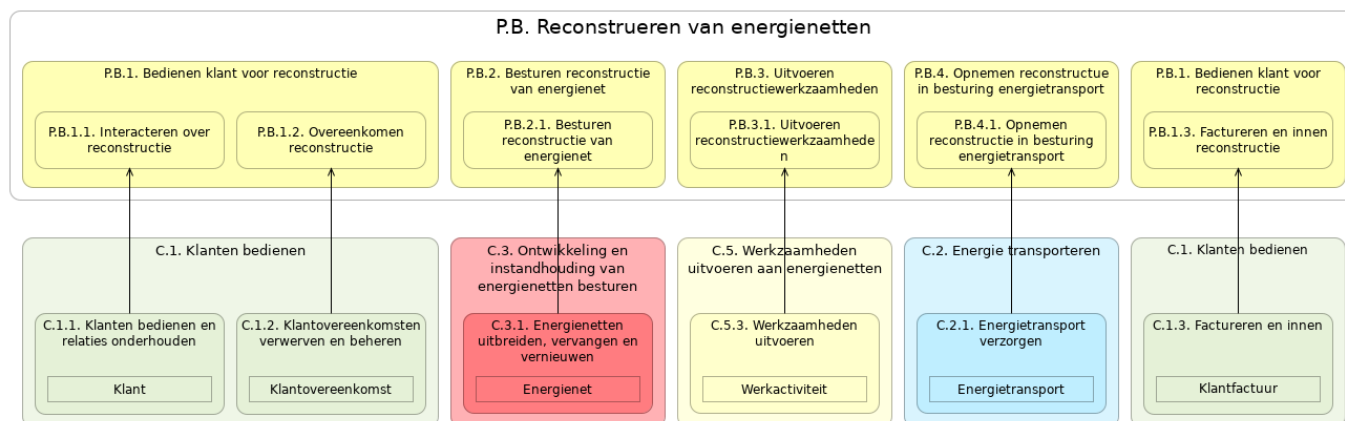 P.B. Reconstrueren van energienetten
P.B.1. Bedienen klant voor reconstructie
P.B.1.1. Interacteren over
reconstructie
P.B.1.2. Overeenkomen
reconstructie
P.B.2. Besturen reconstructie
van energienet
P.B.2.1. Besturen
reconstructie van
energienet
P.B.3. Uitvoeren
reconstructiewerkzaamheden
P.B.3.1. Uitvoeren
reconstructiewerkzaamhede
n
P.B.4. Opnemen reconstructue
in besturing energietransport
P.B.4.1. Opnemen
reconstructie in besturing
energietransport
P.B.1. Bedienen klant voor
reconstructie
P.B.1.3. Factureren en innen
reconstructie
C.1. Klanten bedienen
C.1.1. Klanten bedienen en
relaties onderhouden
Klant
C.1.2. Klantovereenkomsten
verwerven en beheren
Klantovereenkomst
C.3. Ontwikkeling en
instandhouding van
energienetten besturen
C.3.1. Energienetten
uitbreiden, vervangen en
vernieuwen
Energienet
C.5. Werkzaamheden
uitvoeren aan energienetten
C.5.3. Werkzaamheden
uitvoeren
Werkactiviteit
C.2. Energie transporteren
C.2.1. Energietransport
verzorgen
Energietransport
C.1. Klanten bedienen
C.1.3. Factureren en innen
Klantfactuur